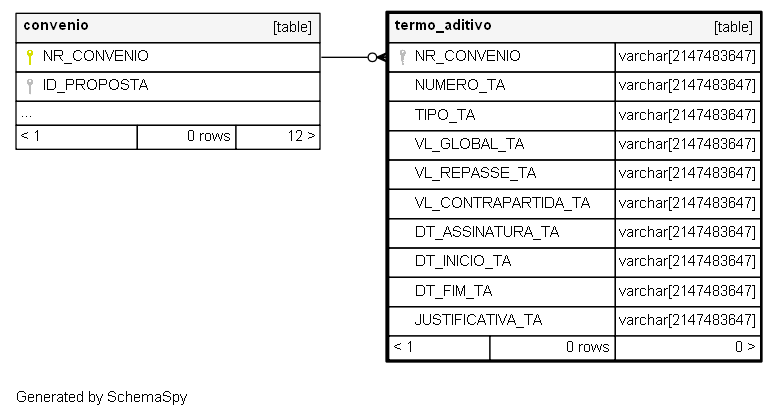 convenio [table]
NR_CONVENIO
ID_PROPOSTA
...
< 1 0 rows 12 >
termo_aditivo [table]
NR_CONVENIO varchar[2147483647]
NUMERO_TA varchar[2147483647]
TIPO_TA varchar[2147483647]
VL_GLOBAL_TA varchar[2147483647]
VL_REPASSE_TA varchar[2147483647]
VL_CONTRAPARTIDA_TA varchar[2147483647]
DT_ASSINATURA_TA varchar[2147483647]
DT_INICIO_TA varchar[2147483647]
DT_FIM_TA varchar[2147483647]
JUSTIFICATIVA_TA varchar[2147483647]
< 1 0 rows 0 >
Generated by SchemaSpy